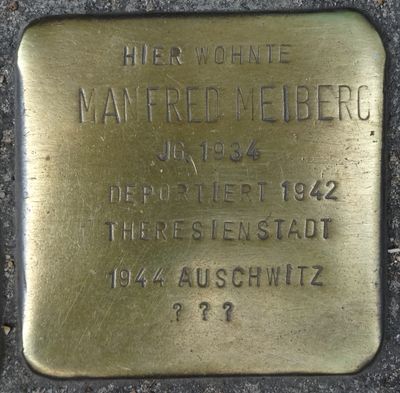 HIER WOHNTE
MANFRED MEIBERG
JG. 1934
DEPORTIERT 1942
THERESIENSTADT
1944 AUSCHWITZ
? ? ?